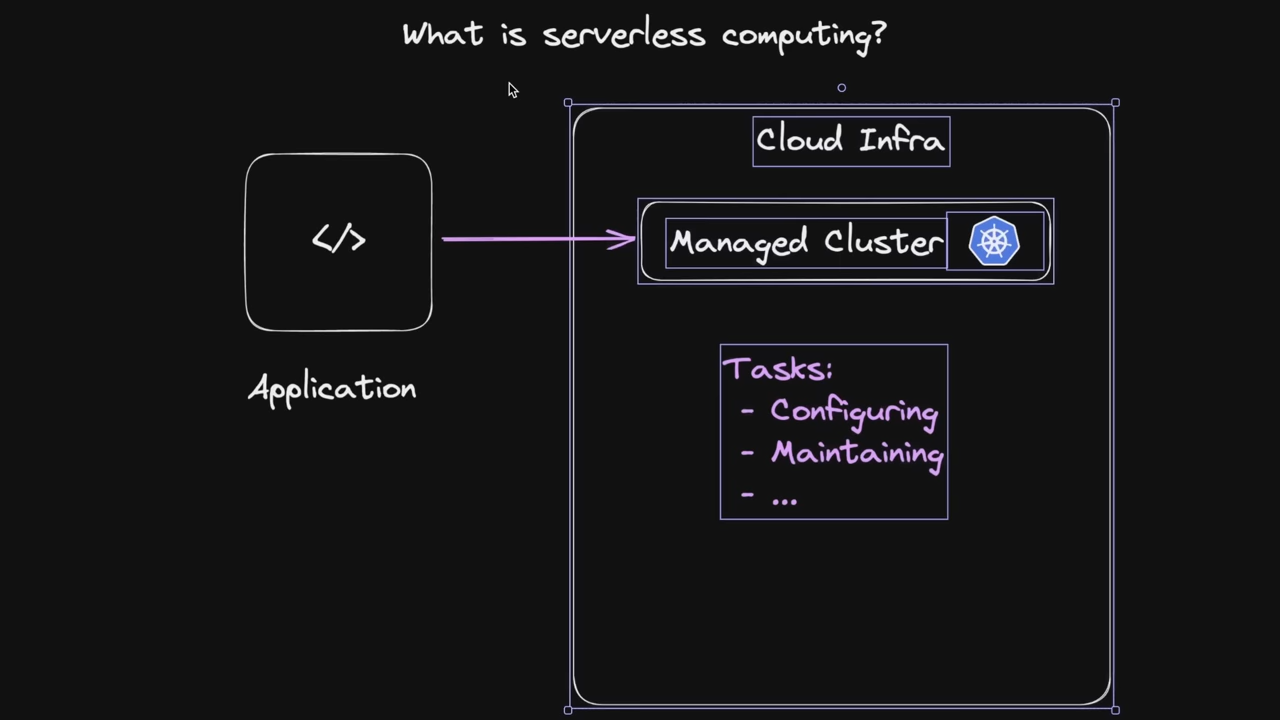 What is serverless computing?
Cloud Infra
</>
Managed Cluster
Application
Tasks:
- Configuring
- Maintaining
- ...